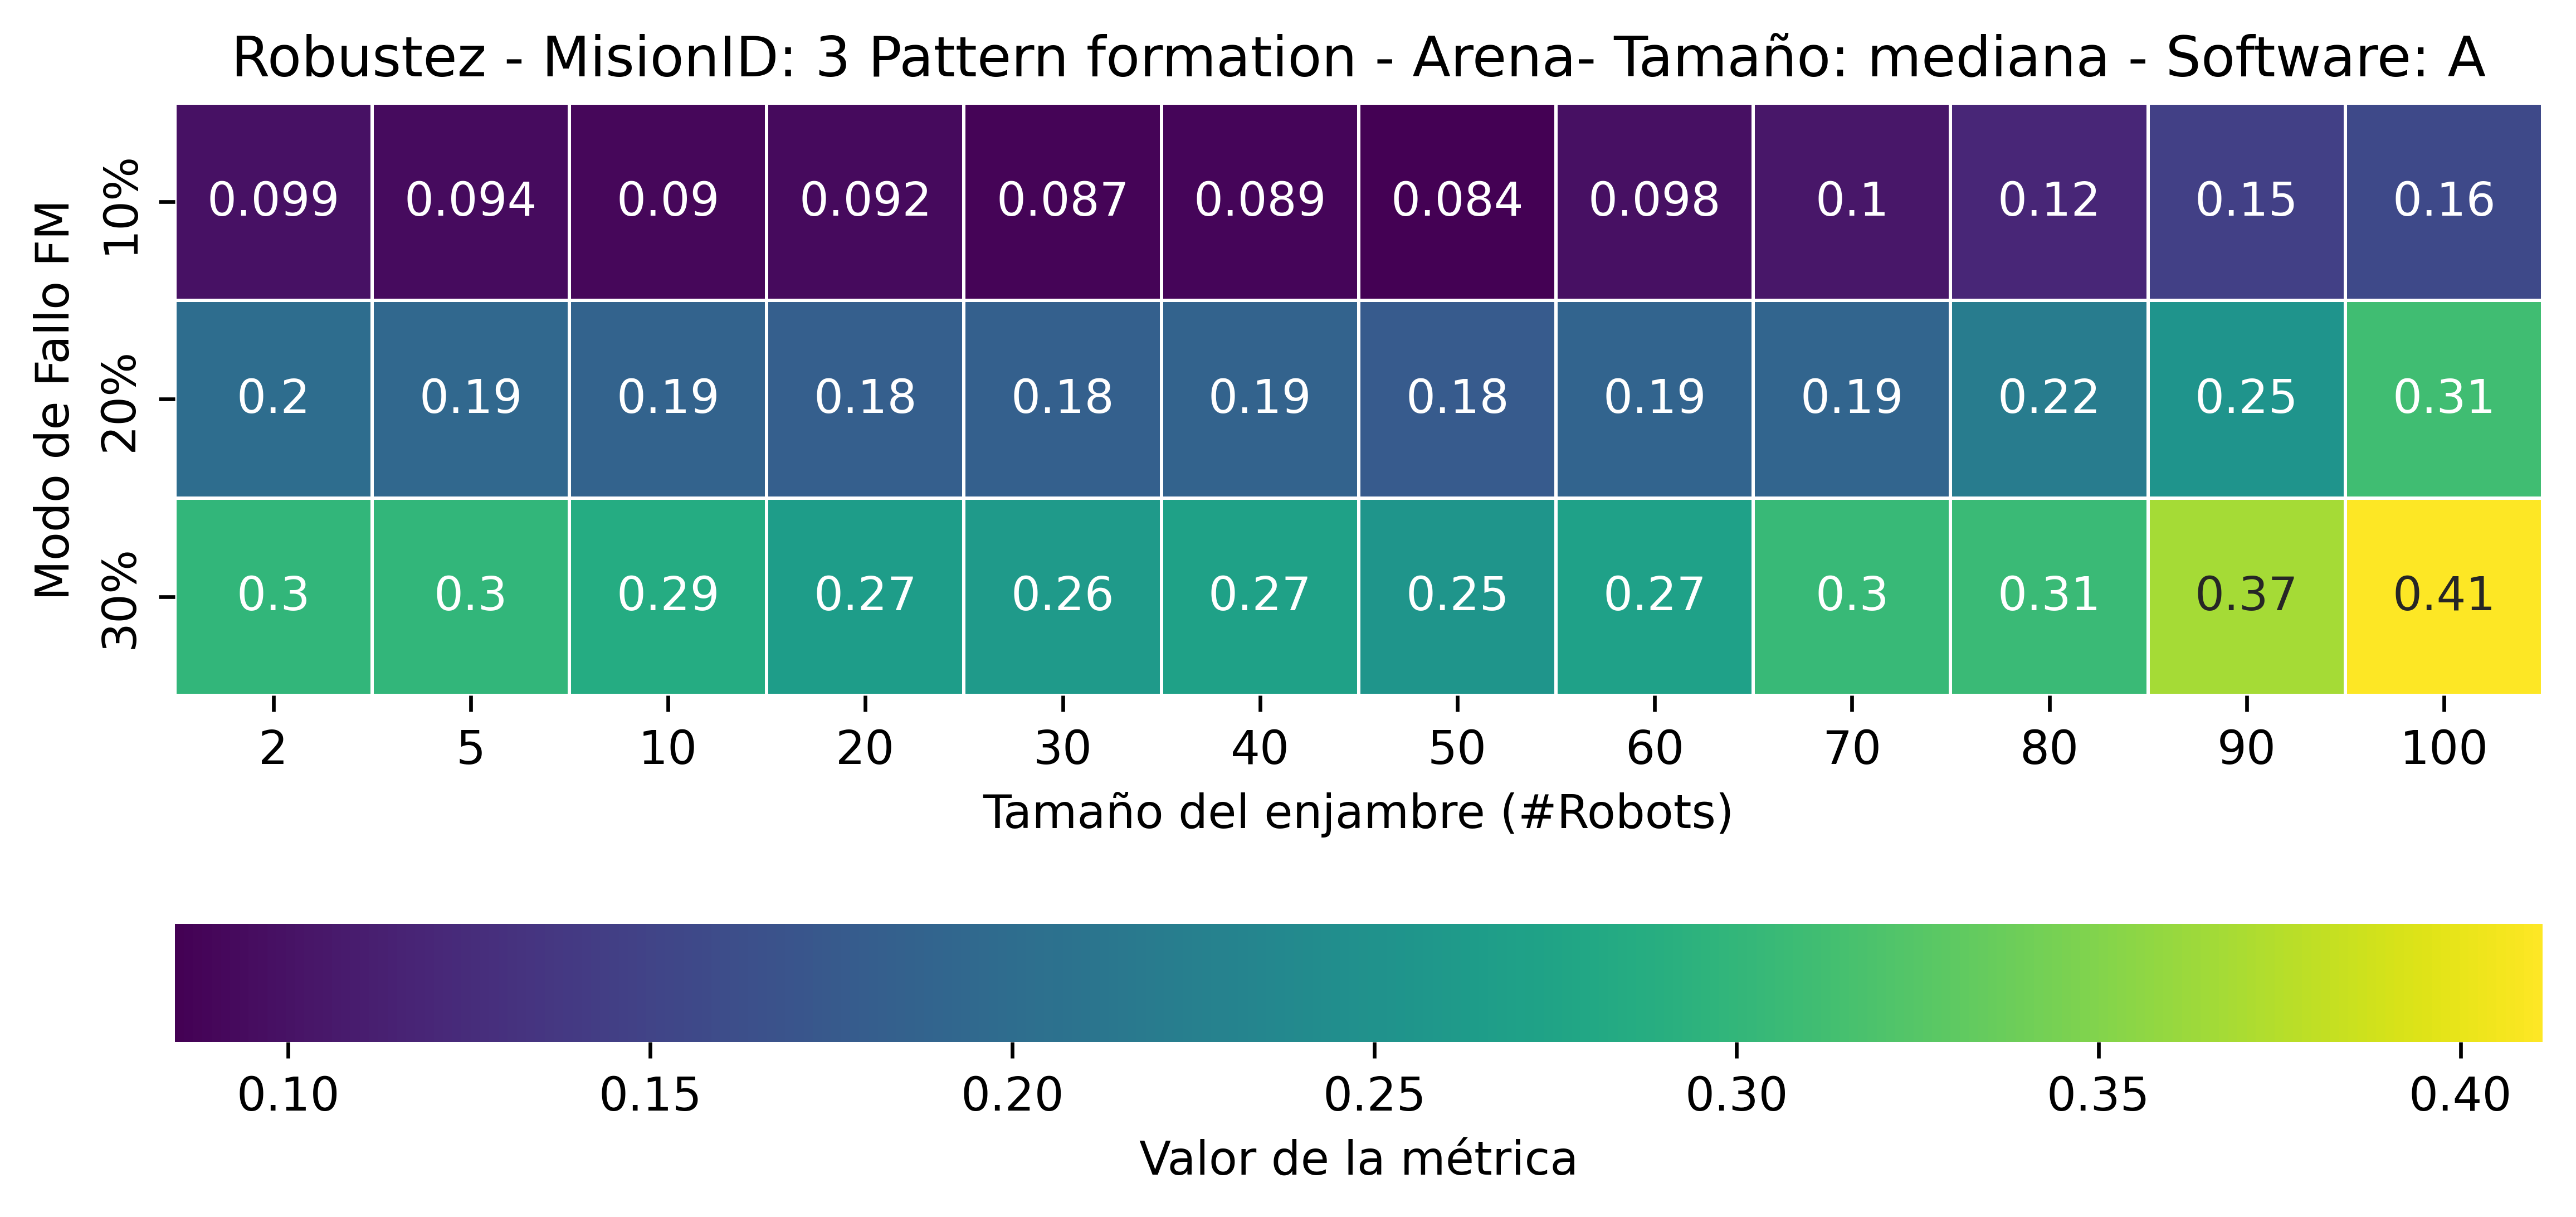 Robustez - MisionID: 3 Pattern formation - Arena- Tamaño: mediana - Software: A
Modo de Fallo FM
10% 0.099 0.094 0.09 0.092 0.087 0.089 0.084 0.098 0.1 0.12 0.15 0.16
20% 0.2 0.19 0.19 0.18 0.18 0.19 0.18 0.19 0.19 0.22 0.25 0.31
30% 0.3 0.3 0.29 0.27 0.26 0.27 0.25 0.27 0.3 0.31 0.37 0.41
2 5 10 20 30 40 50 60 70 80 90 100
Tamaño del enjambre (#Robots)
0.10 0.15 0.20 0.25 0.30 0.35 0.40
Valor de la métrica